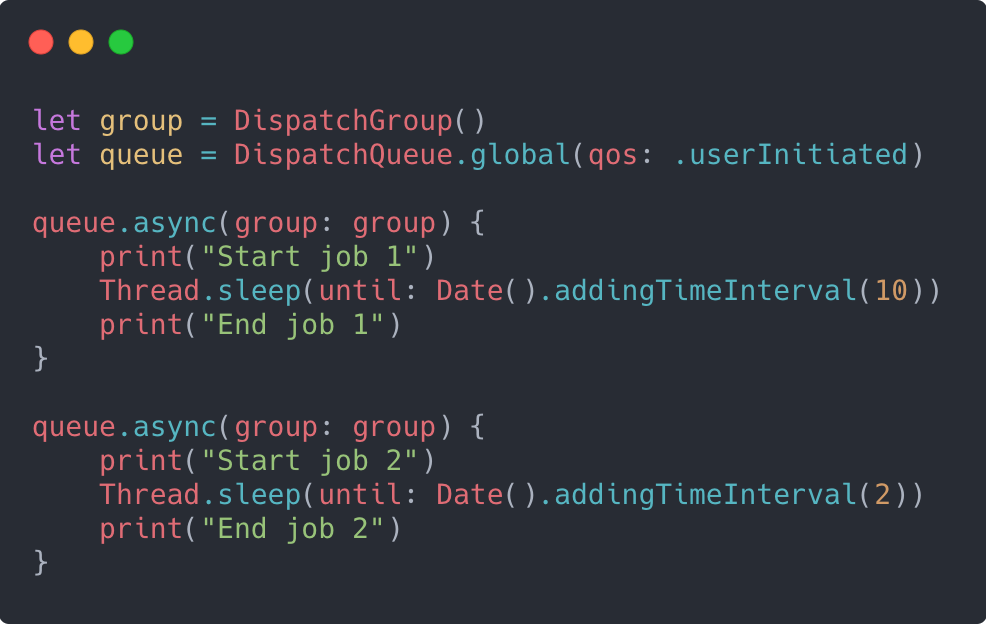 let group = DispatchGroup()
let queue = DispatchQueue.global(qos: .userInitiated)

queue.async(group: group) {
    print("Start job 1")
    Thread.sleep(until: Date().addingTimeInterval(10))
    print("End job 1")
}

queue.async(group: group) {
    print("Start job 2")
    Thread.sleep(until: Date().addingTimeInterval(2))
    print("End job 2")
}